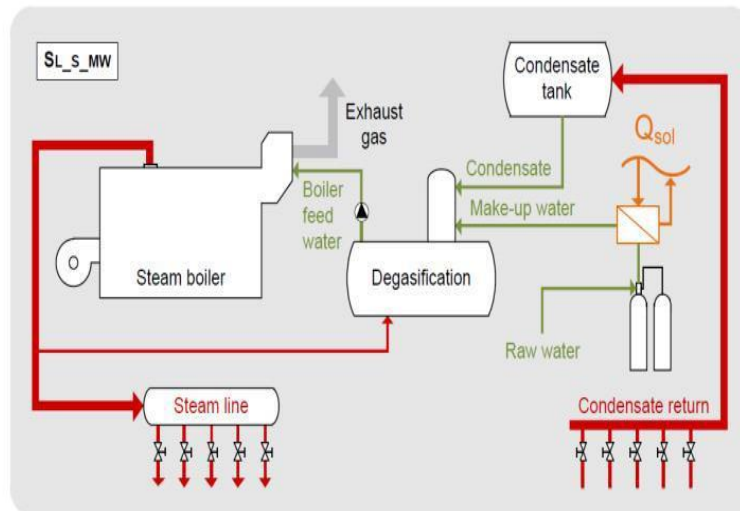 SL_S_MW
Condensate
tank
Exhaust
gas
Qsol
Condensate
Boiler
feed
water
Make-up water
Steam boiler
Degasification
Raw water
Steam line
Condensate return